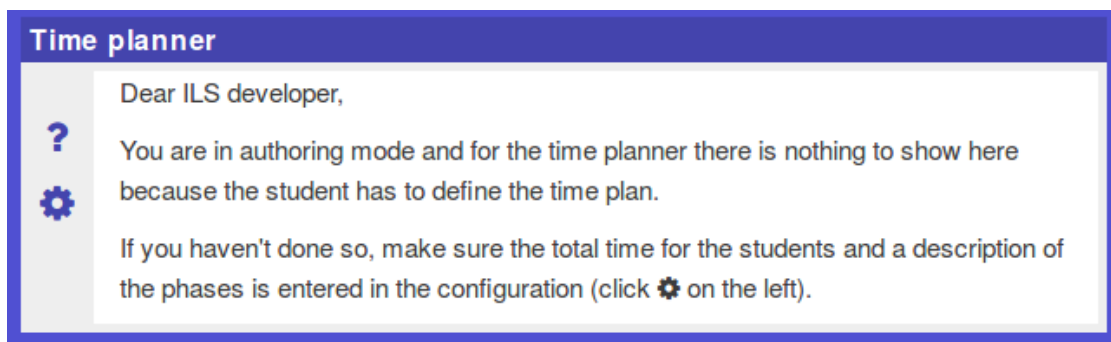 Time planner
Dear ILS developer,
?
You are in authoring mode and for the time planner there is nothing to show here
because the student has to define the time plan.
If you haven't done so, make sure the total time for the students and a description of
the phases is entered in the configuration (click ⚙ on the left).